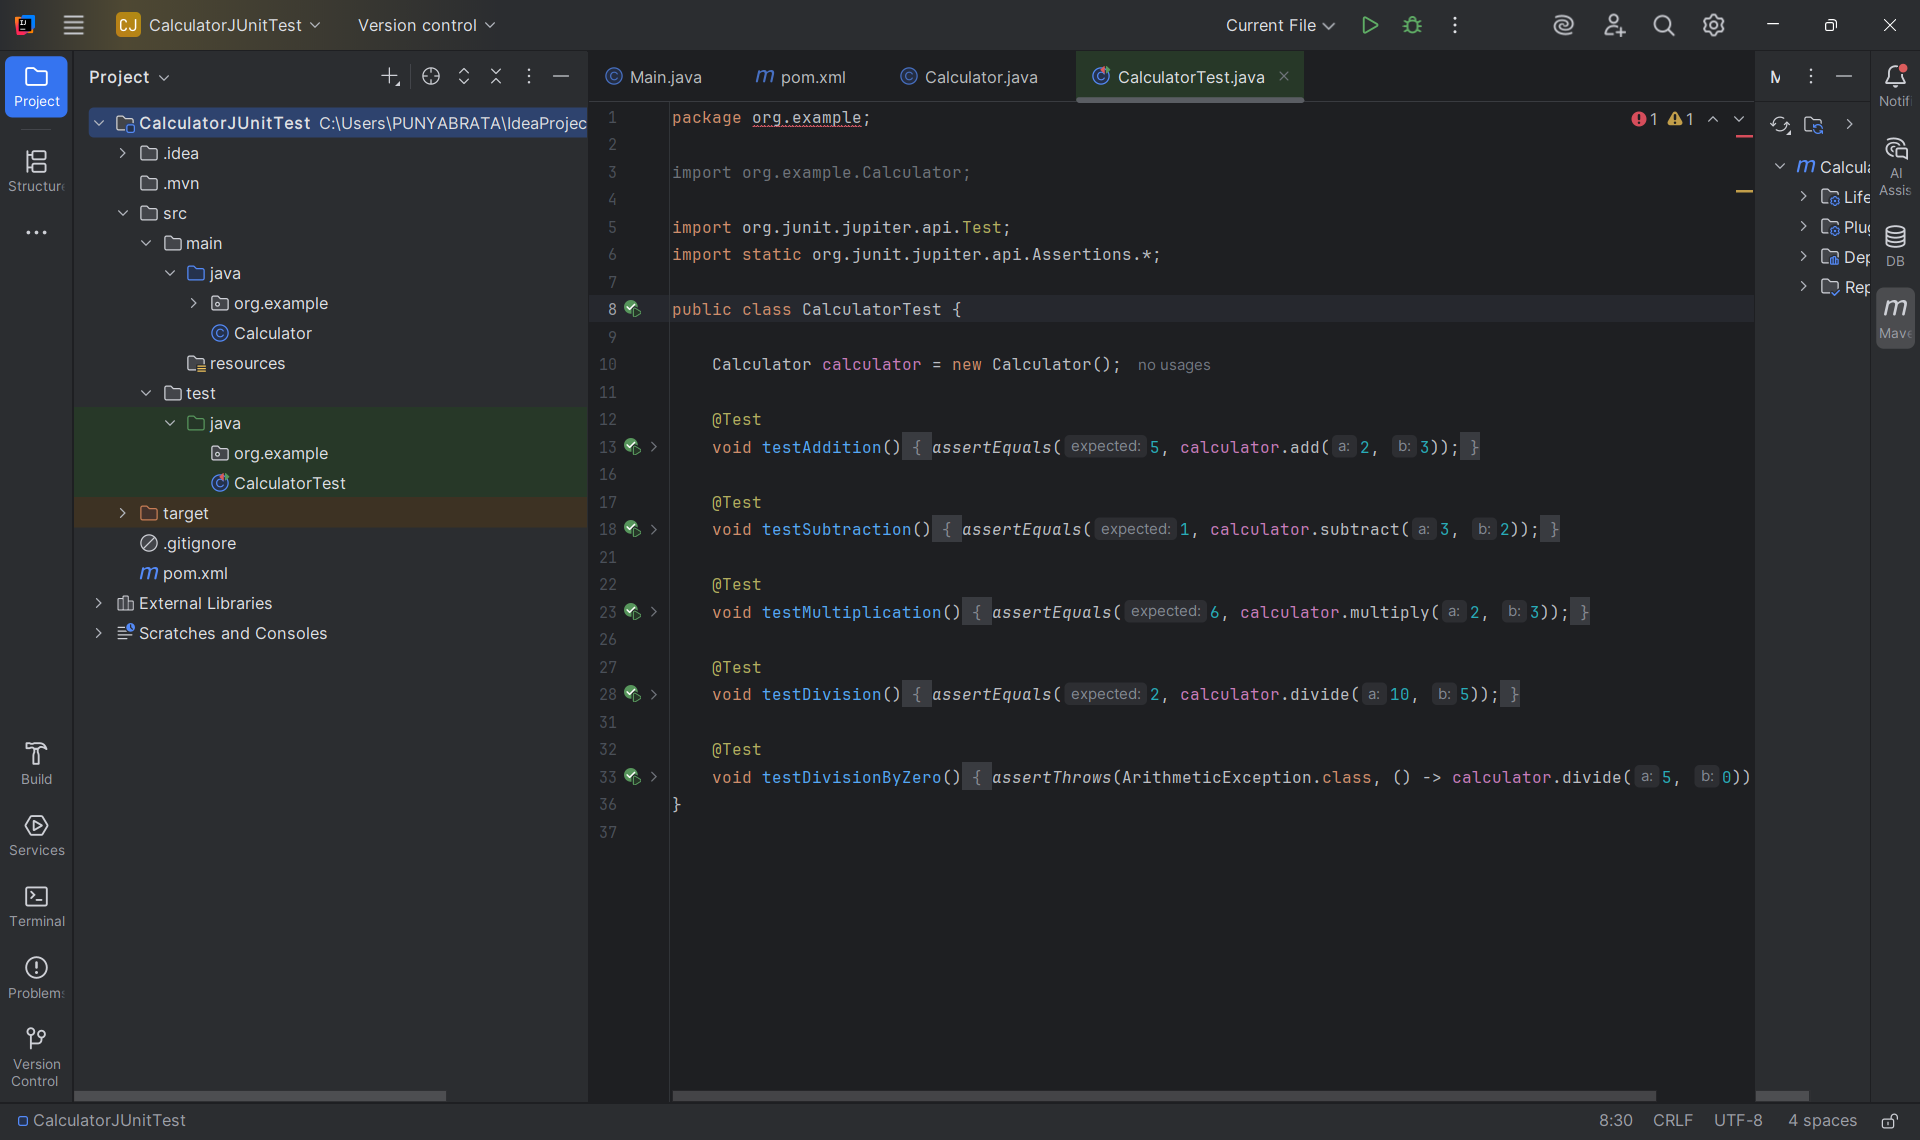 CJ CalculatorJUnitTest Version control Current File
Project
Project
Structure
Build
Services
Terminal
Problems
Version
Control
CalculatorJUnitTest C:\Users\PUNYABRATA\IdeaProjec
.idea
.mvn
src
main
java
org.example
Calculator
resources
test
java
org.example
CalculatorTest
target
.gitignore
m pom.xml
External Libraries
Scratches and Consoles
Main.java m pom.xml Calculator.java CalculatorTest.java
1 package org.example; 1 1
2
3 import org.example.Calculator;
4
5 import org.junit.jupiter.api.Test;
6 import static org.junit.jupiter.api.Assertions.*;
7
8 public class CalculatorTest {
9
10 Calculator calculator = new Calculator(); no usages
11
12 @Test
13 void testAddition() { assertEquals( expected: 5, calculator.add( a: 2, b: 3)); }
16
17 @Test
18 void testSubtraction() { assertEquals( expected: 1, calculator.subtract( a: 3, b: 2)); }
21
22 @Test
23 void testMultiplication() { assertEquals( expected: 6, calculator.multiply( a: 2, b: 3)); }
26
27 @Test
28 void testDivision() { assertEquals( expected: 2, calculator.divide( a: 10, b: 5)); }
31
32 @Test
33 void testDivisionByZero() { assertThrows(ArithmeticException.class, () -> calculator.divide( a: 5, b: 0))
36 }
37
M
m Calcula
Life
Plug
Dep
Rep
Notifi
AI
Assis
DB
m
Mave
CalculatorJUnitTest 8:30 CRLF UTF-8 4 spaces